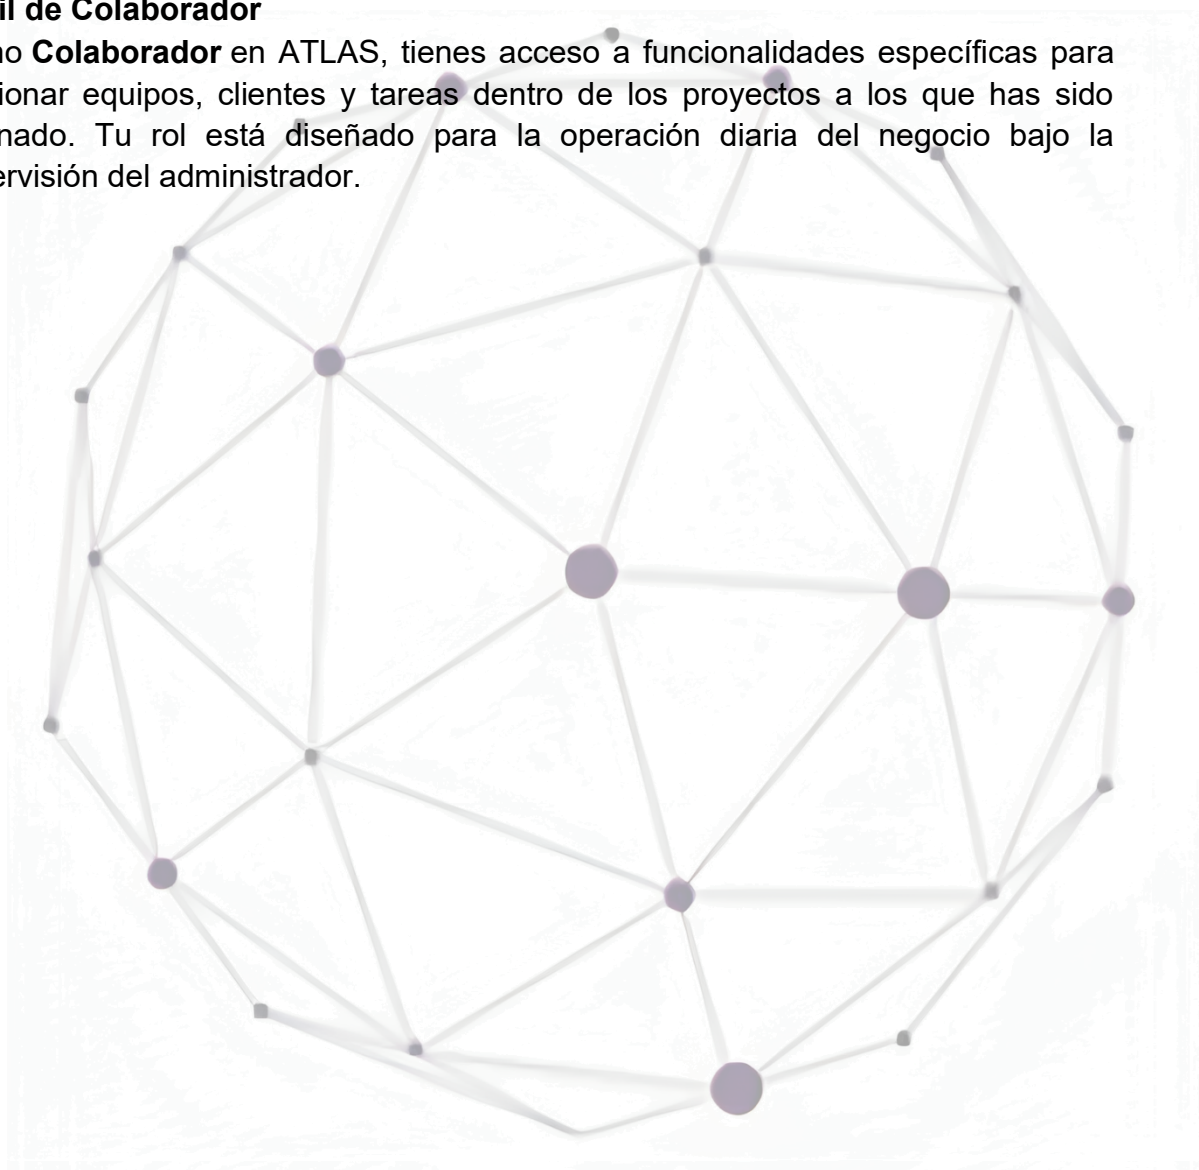 il de Colaborador
no Colaborador en ATLAS, tienes acceso a funcionalidades específicas para
ionar equipos, clientes y tareas dentro de los proyectos a los que has sido
nado. Tu rol está diseñado para la operación diaria del negocio bajo la
ervisión del administrador.